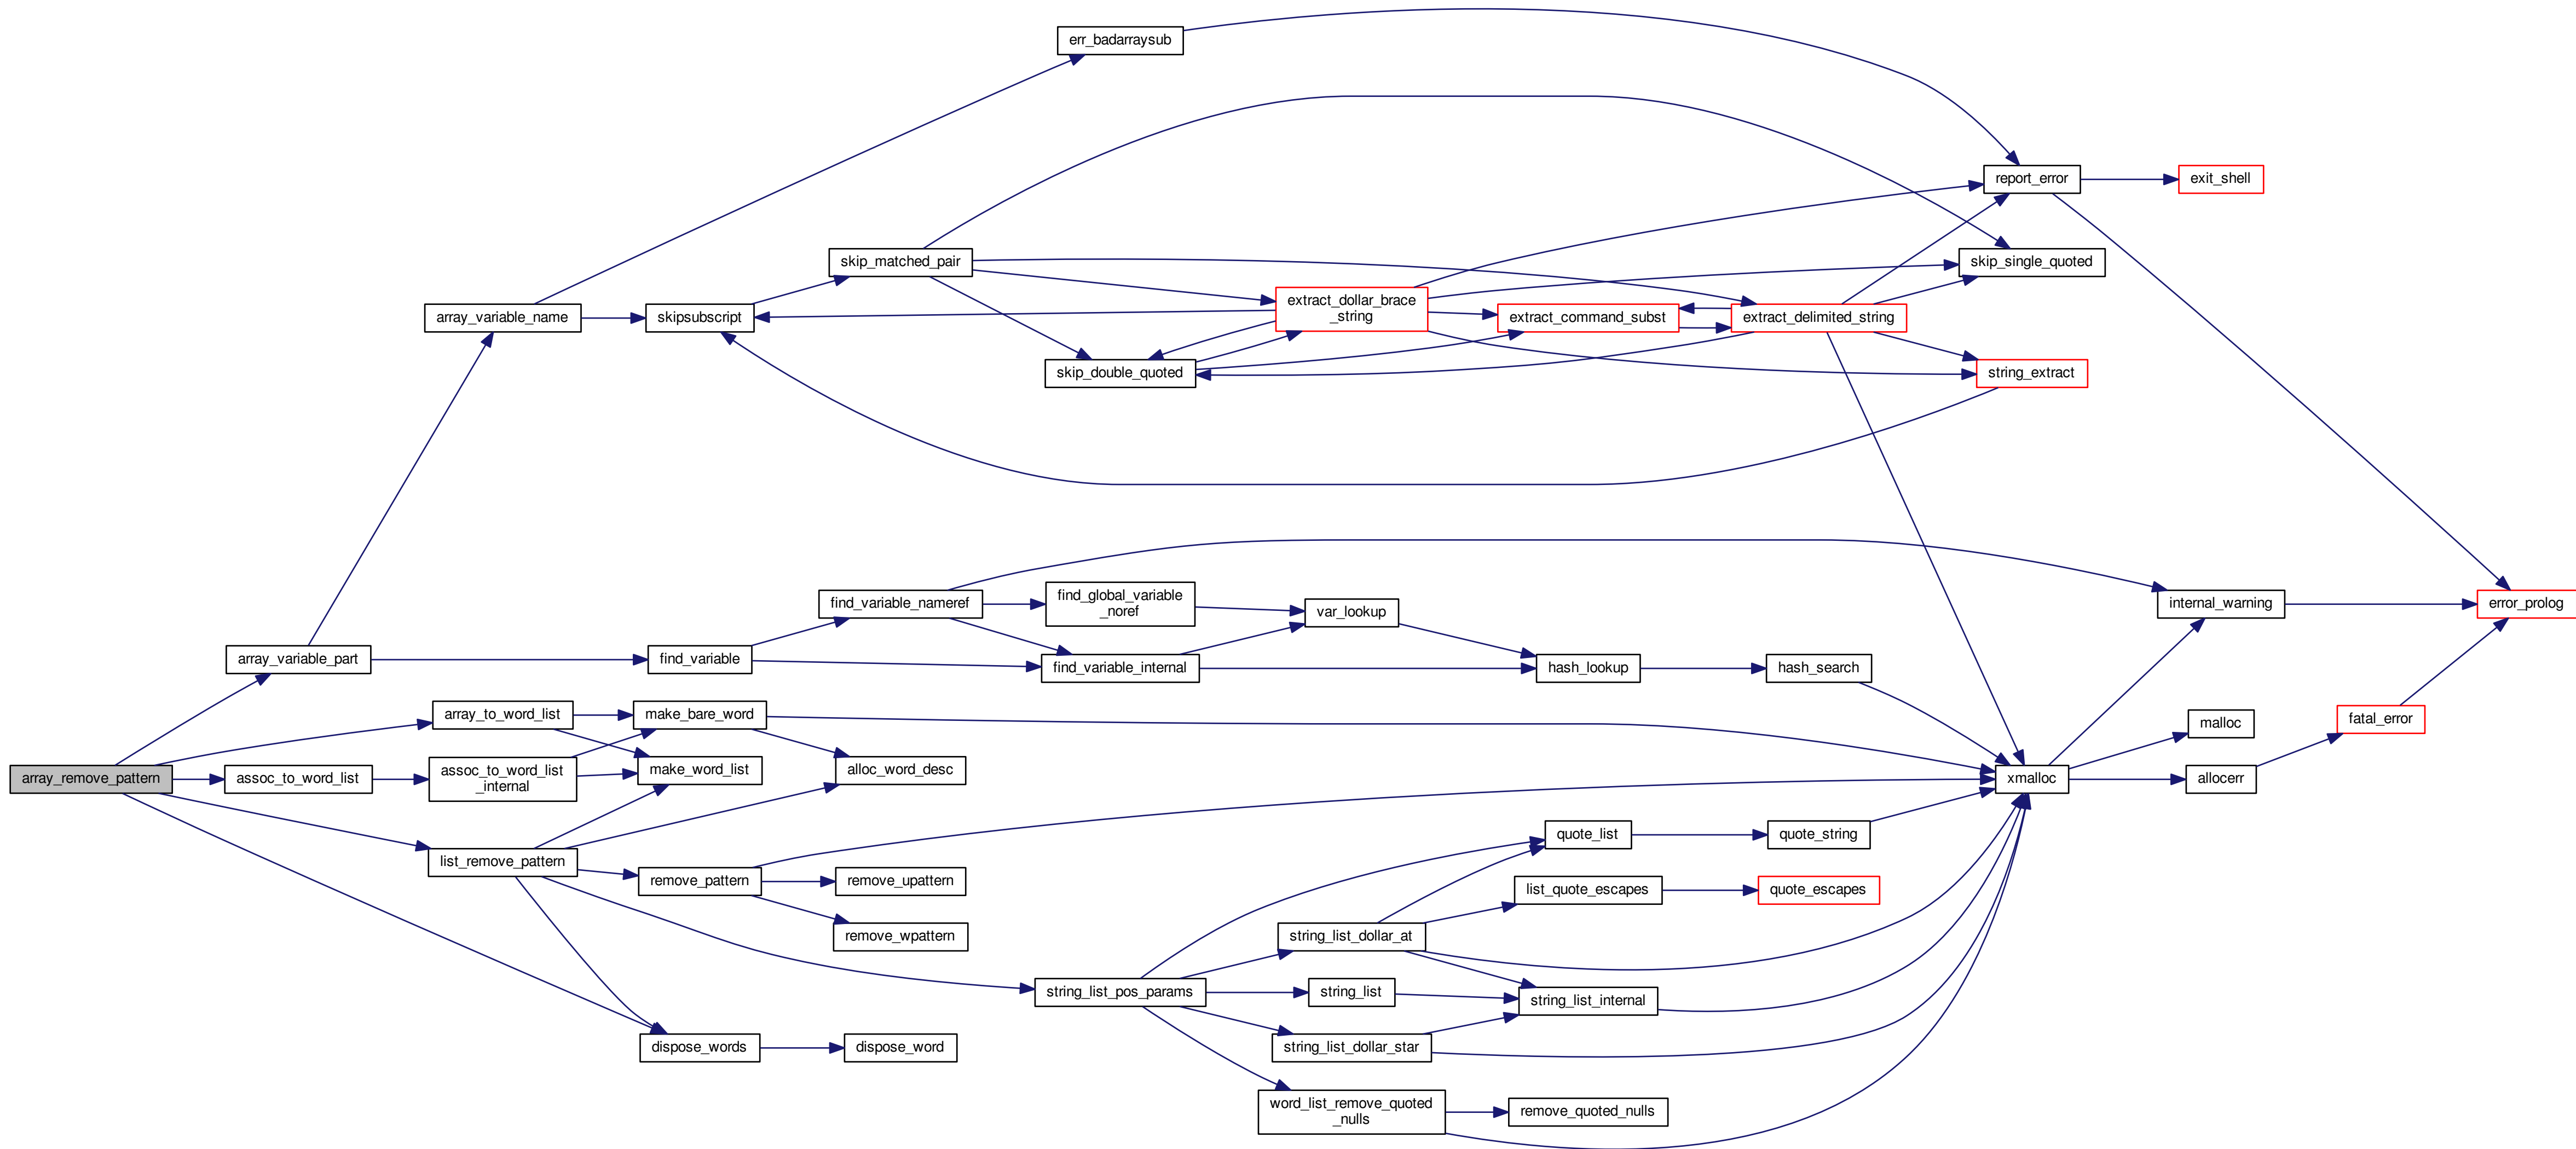 err_badarraysub
report_error
exit_shell
skip_matched_pair
skip_single_quoted
extract_dollar_brace
_string
array_variable_name
skipsubscript
extract_command_subst
extract_delimited_string
skip_double_quoted
string_extract
find_variable_nameref
find_global_variable
_noref
var_lookup
internal_warning
error_prolog
array_variable_part
find_variable
find_variable_internal
hash_lookup
hash_search
array_to_word_list
make_bare_word
malloc
fatal_error
array_remove_pattern
assoc_to_word_list
assoc_to_word_list
_internal
make_word_list
alloc_word_desc
xmalloc
allocerr
quote_list
quote_string
list_remove_pattern
remove_pattern
remove_upattern
list_quote_escapes
quote_escapes
remove_wpattern
string_list_dollar_at
string_list_pos_params
string_list
string_list_internal
dispose_words
dispose_word
string_list_dollar_star
word_list_remove_quoted
_nulls
remove_quoted_nulls